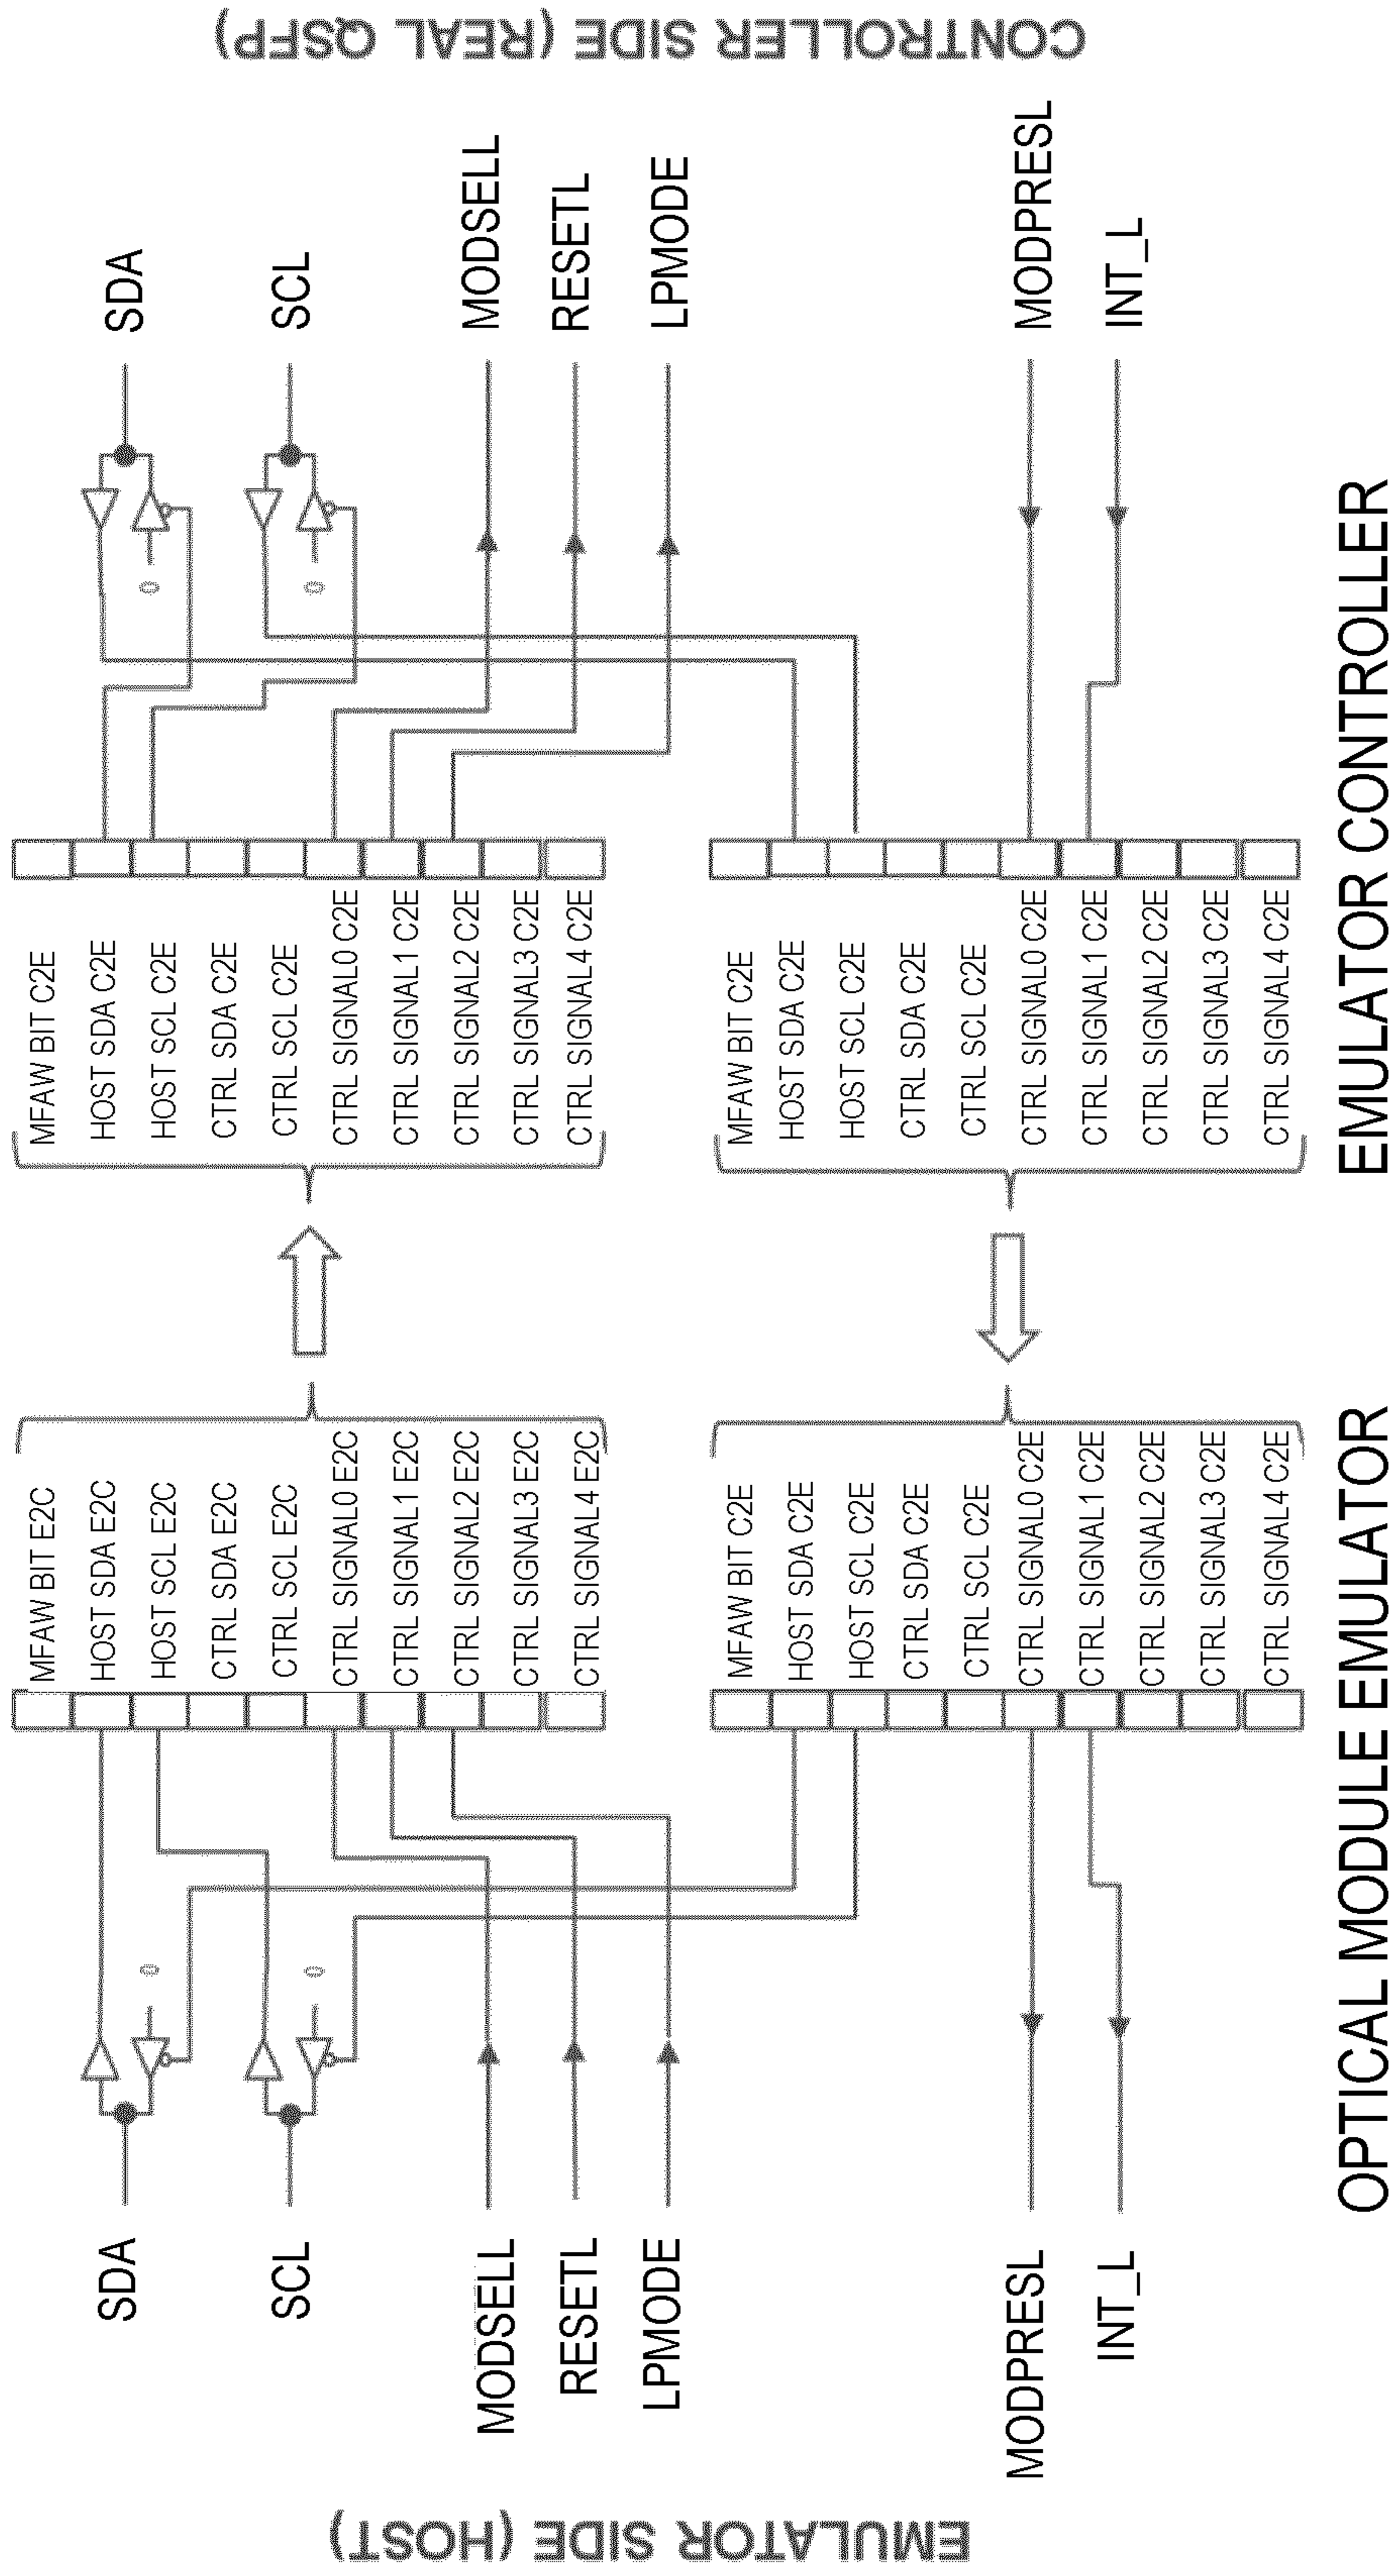 EMULATOR SIDE (HOST)
SDA
SCL
MODSELL
RESETL
LPMODE
MODPRESL
INT_L
0
0
MFAW BIT E2C
HOST SDA E2C
HOST SCL E2C
CTRL SDA E2C
CTRL SCL E2C
CTRL SIGNAL0 E2C
CTRL SIGNAL1 E2C
CTRL SIGNAL2 E2C
CTRL SIGNAL3 E2C
CTRL SIGNAL4 E2C
MFAW BIT C2E
HOST SDA C2E
HOST SCL C2E
CTRL SDA C2E
CTRL SCL C2E
CTRL SIGNAL0 C2E
CTRL SIGNAL1 C2E
CTRL SIGNAL2 C2E
CTRL SIGNAL3 C2E
CTRL SIGNAL4 C2E
OPTICAL MODULE EMULATOR
MFAW BIT C2E
HOST SDA C2E
HOST SCL C2E
CTRL SDA C2E
CTRL SCL C2E
CTRL SIGNAL0 C2E
CTRL SIGNAL1 C2E
CTRL SIGNAL2 C2E
CTRL SIGNAL3 C2E
CTRL SIGNAL4 C2E
MFAW BIT C2E
HOST SDA C2E
HOST SCL C2E
CTRL SDA C2E
CTRL SCL C2E
CTRL SIGNAL0 C2E
CTRL SIGNAL1 C2E
CTRL SIGNAL2 C2E
CTRL SIGNAL3 C2E
CTRL SIGNAL4 C2E
EMULATOR CONTROLLER
0
0
SDA
SCL
MODSELL
RESETL
LPMODE
MODPRESL
INT_L
CONTROLLER SIDE (REAL QSFP)